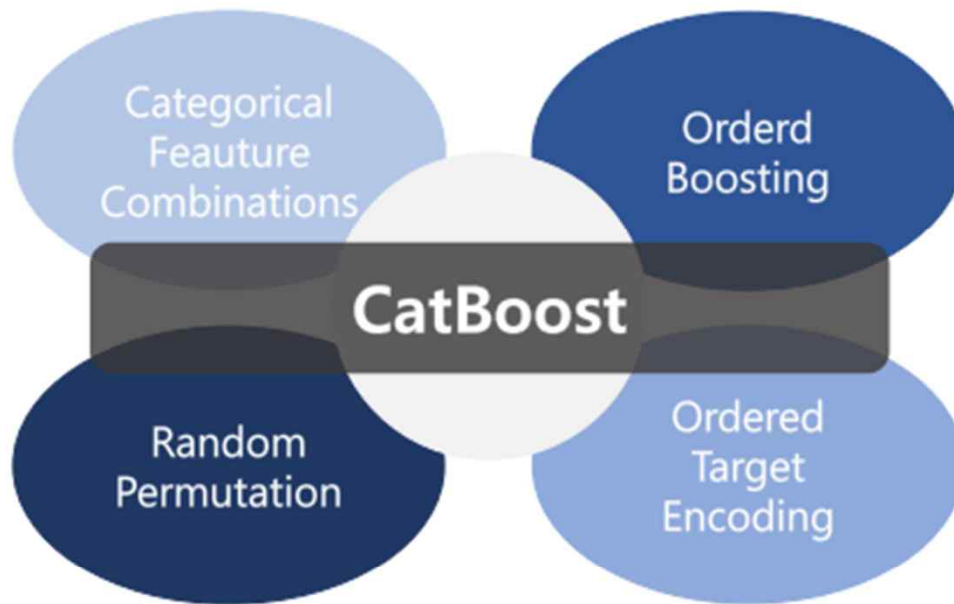 Categorical
Feauture
Combinations
Orderd
Boosting
CatBoost
Random
Permutation
Ordered
Target
Encoding